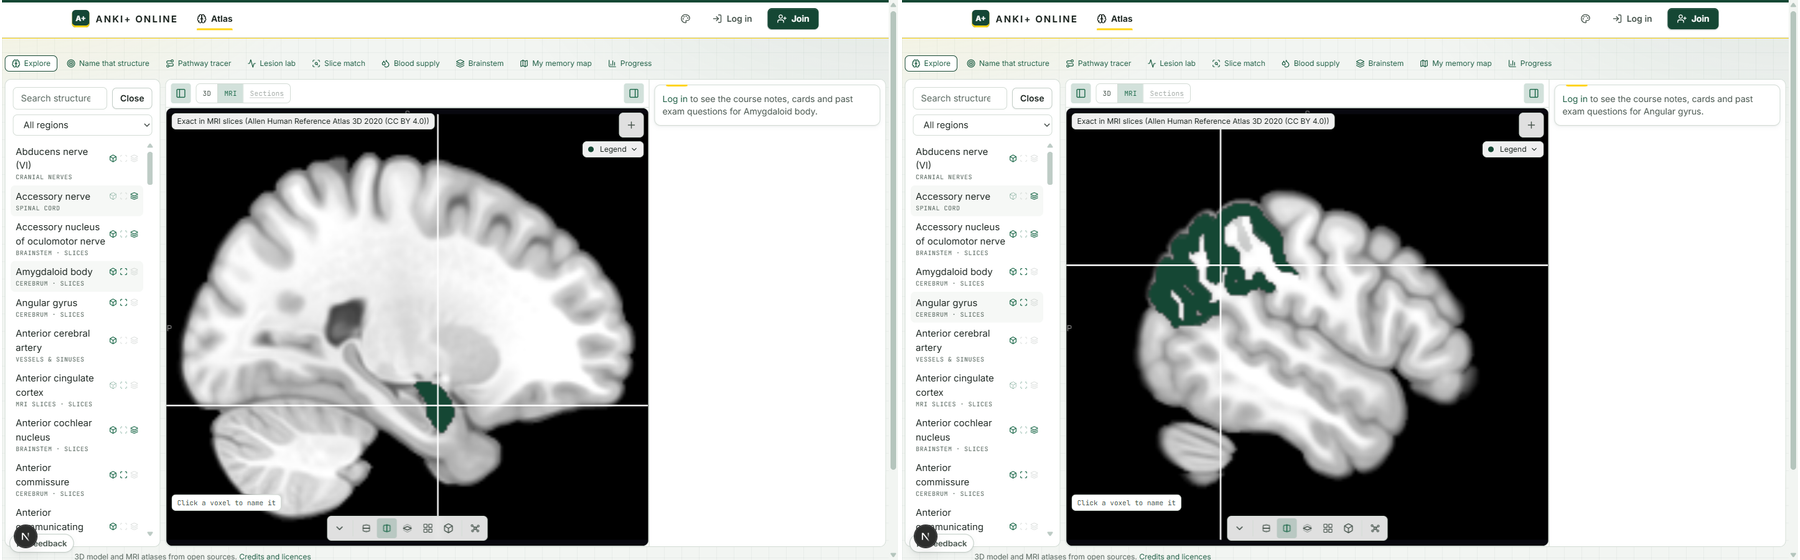 A+ ANKI+ ONLINE Atlas Log in Join
Explore Name that structure Pathway tracer Lesion lab Slice match Blood supply Brainstem My memory map Progress
Search structure Close
All regions
Abducens nerve
(VI)
CRANIAL NERVES
Accessory nerve
SPINAL CORD
Accessory nucleus
of oculomotor nerve
BRAINSTEM · SLICES
Amygdaloid body
CEREBRUM · SLICES
Angular gyrus
CEREBRUM · SLICES
Anterior cerebral
artery
VESSELS & SINUSES
Anterior cingulate
cortex
MRI SLICES · SLICES
Anterior cochlear
nucleus
BRAINSTEM · SLICES
Anterior
commissure
CEREBRUM · SLICES
Anterior
N
3D MRI Sections
Exact in MRI slices (Allen Human Reference Atlas 3D 2020 (CC BY 4.0))
+
Legend
P
Click a voxel to name it
Log in to see the course notes, cards and past
exam questions for Amygdaloid body.
3D model and MRI atlases from open sources. Credits and licences
A+ ANKI+ ONLINE Atlas Log in Join
Explore Name that structure Pathway tracer Lesion lab Slice match Blood supply Brainstem My memory map Progress
Search structure Close
All regions
Abducens nerve
(VI)
CRANIAL NERVES
Accessory nerve
SPINAL CORD
Accessory nucleus
of oculomotor nerve
BRAINSTEM · SLICES
Amygdaloid body
CEREBRUM · SLICES
Angular gyrus
CEREBRUM · SLICES
Anterior cerebral
artery
VESSELS & SINUSES
Anterior cingulate
cortex
MRI SLICES · SLICES
Anterior cochlear
nucleus
BRAINSTEM · SLICES
Anterior
commissure
CEREBRUM · SLICES
Anterior
N
3D MRI Sections
Exact in MRI slices (Allen Human Reference Atlas 3D 2020 (CC BY 4.0))
+
Legend
P
Click a voxel to name it
Log in to see the course notes, cards and past
exam questions for Angular gyrus.
3D model and MRI atlases from open sources. Credits and licences